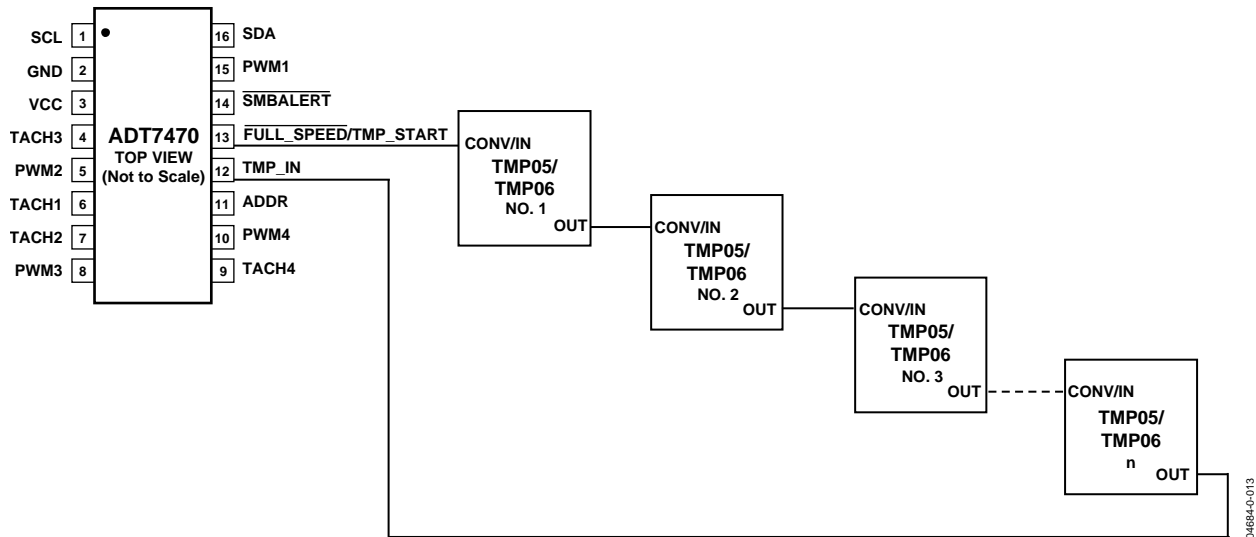 SCL 1
GND 2
VCC 3
TACH3 4
PWM2 5
TACH1 6
TACH2 7
PWM3 8
ADT7470
TOP VIEW
(Not to Scale)
16 SDA
15 PWM1
14 SMBALERT
13 FULL_SPEED/TMP_START
12 TMP_IN
11 ADDR
10 PWM4
9 TACH4
CONV/IN
TMP05/
TMP06
NO. 1
OUT
CONV/IN
TMP05/
TMP06
NO. 2
OUT
CONV/IN
TMP05/
TMP06
NO. 3
OUT
CONV/IN
TMP05/
TMP06
n
OUT
04684-0-013